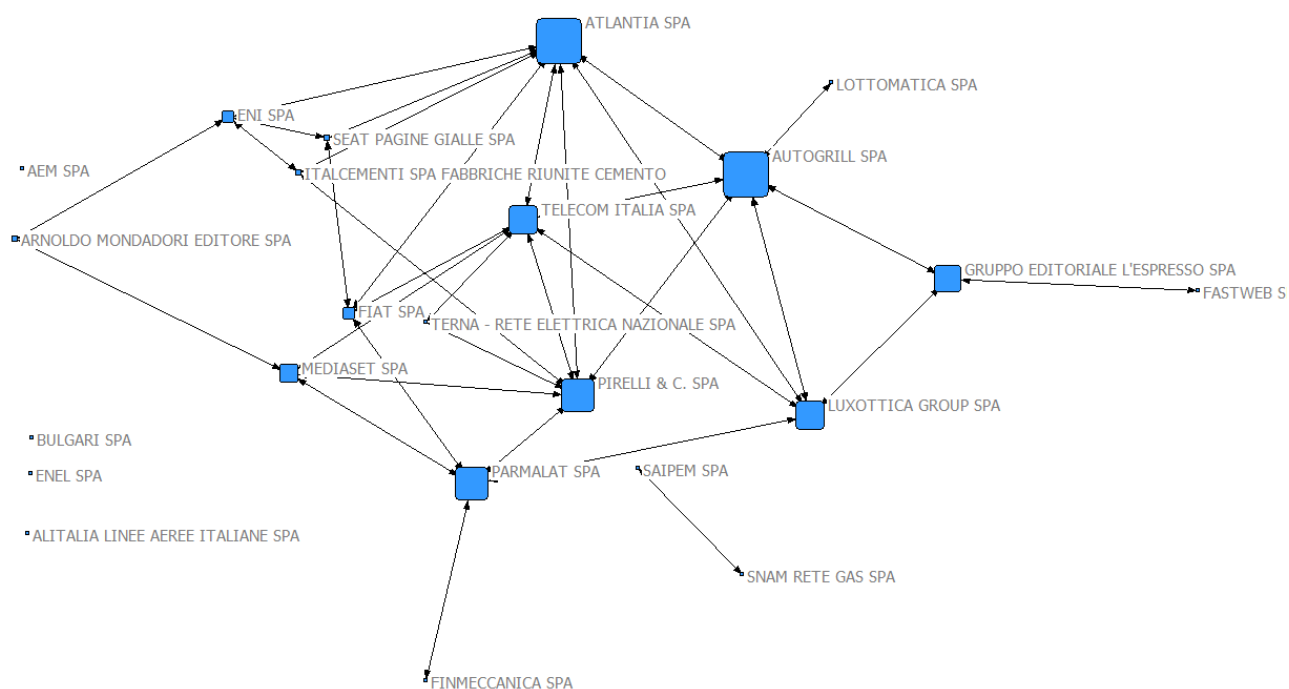 ATLANTIA SPA
LOTTOMATICA SPA
ENI SPA
SEAT PAGINE GIALLE SPA
AUTOGRILL SPA
AEM SPA
ITALCEMENTI SPA FABBRICHE RIUNITE CEMENTO
TELECOM ITALIA SPA
ARNOLDO MONDADORI EDITORE SPA
GRUPPO EDITORIALE L'ESPRESSO SPA
FASTWEB S
FIAT SPA
TERNA - RETE ELETTRICA NAZIONALE SPA
MEDIASET SPA
PIRELLI & C. SPA
LUXOTTICA GROUP SPA
BULGARI SPA
PARMALAT SPA
SAIPEM SPA
ENEL SPA
ALITALIA LINEE AEREE ITALIANE SPA
SNAM RETE GAS SPA
FINMECCANICA SPA